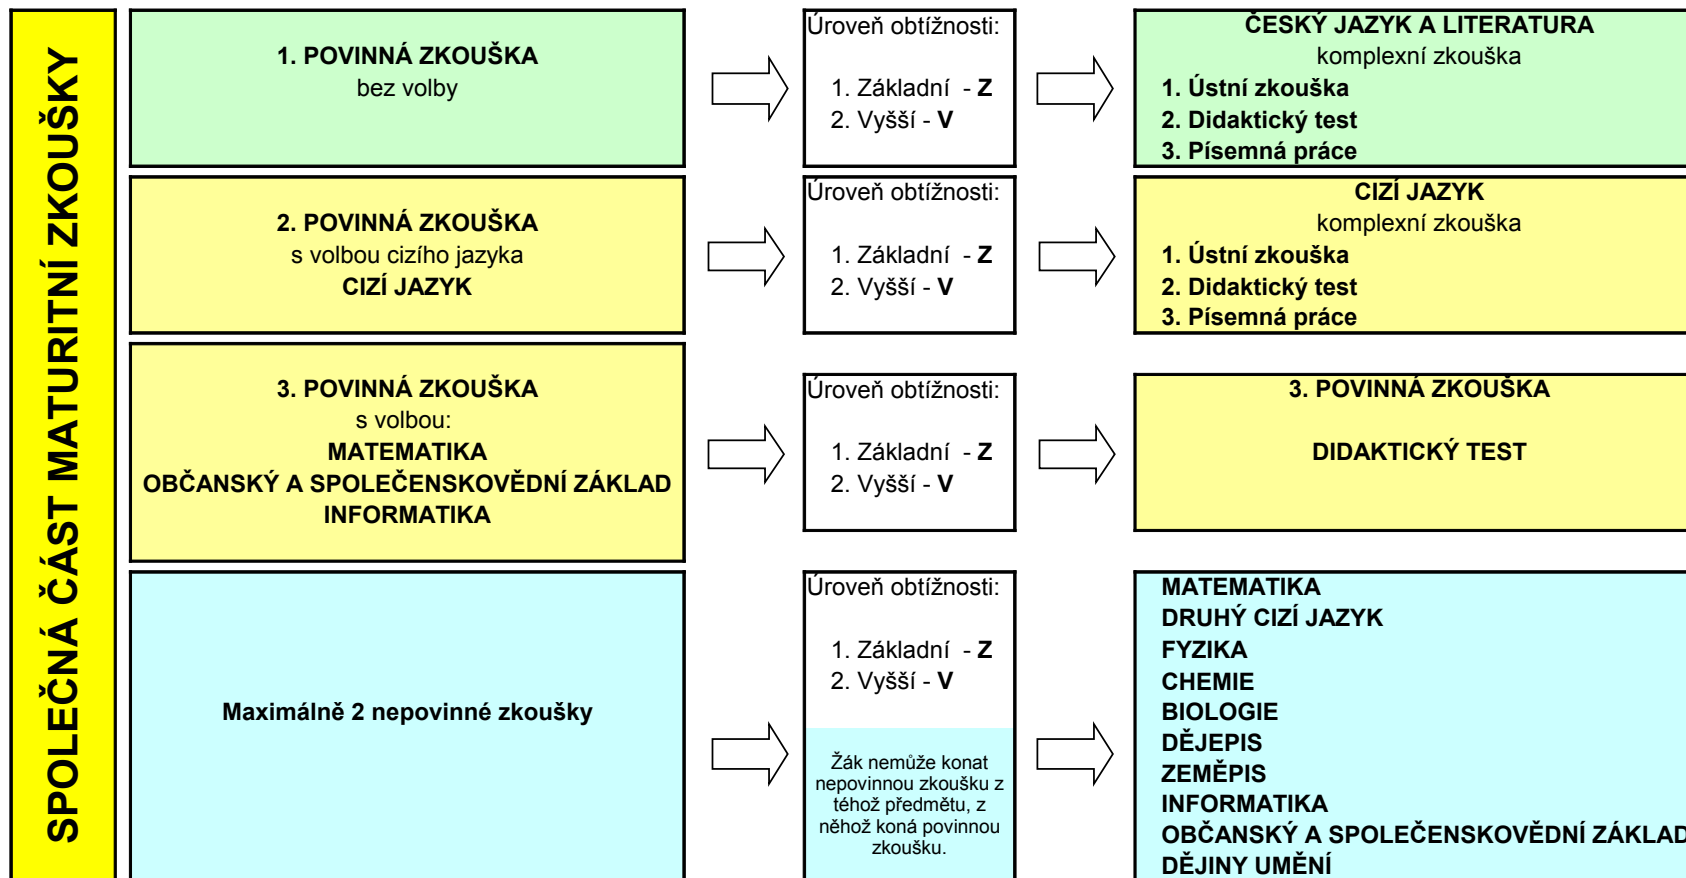 SPOLEČNÁ ČÁST MATURITNÍ ZKOUŠKY
1. POVINNÁ ZKOUŠKA
bez volby
Úroveň obtížnosti:
1. Základní - Z
2. Vyšší - V
ČESKÝ JAZYK A LITERATURA
komplexní zkouška
1. Ústní zkouška
2. Didaktický test
3. Písemná práce
2. POVINNÁ ZKOUŠKA
s volbou cizího jazyka
CIZÍ JAZYK
Úroveň obtížnosti:
1. Základní - Z
2. Vyšší - V
CIZÍ JAZYK
komplexní zkouška
1. Ústní zkouška
2. Didaktický test
3. Písemná práce
3. POVINNÁ ZKOUŠKA
s volbou:
MATEMATIKA
OBČANSKÝ A SPOLEČENSKOVĚDNÍ ZÁKLAD
INFORMATIKA
Úroveň obtížnosti:
1. Základní - Z
2. Vyšší - V
3. POVINNÁ ZKOUŠKA
DIDAKTICKÝ TEST
Maximálně 2 nepovinné zkoušky
Úroveň obtížnosti:
1. Základní - Z
2. Vyšší - V
Žák nemůže konat
nepovinnou zkoušku z
téhož předmětu, z
něhož koná povinnou
zkoušku.
MATEMATIKA
DRUHÝ CIZÍ JAZYK
FYZIKA
CHEMIE
BIOLOGIE
DĚJEPIS
ZEMĚPIS
INFORMATIKA
OBČANSKÝ A SPOLEČENSKOVĚDNÍ ZÁKLAD
DĚJINY UMĚNÍ